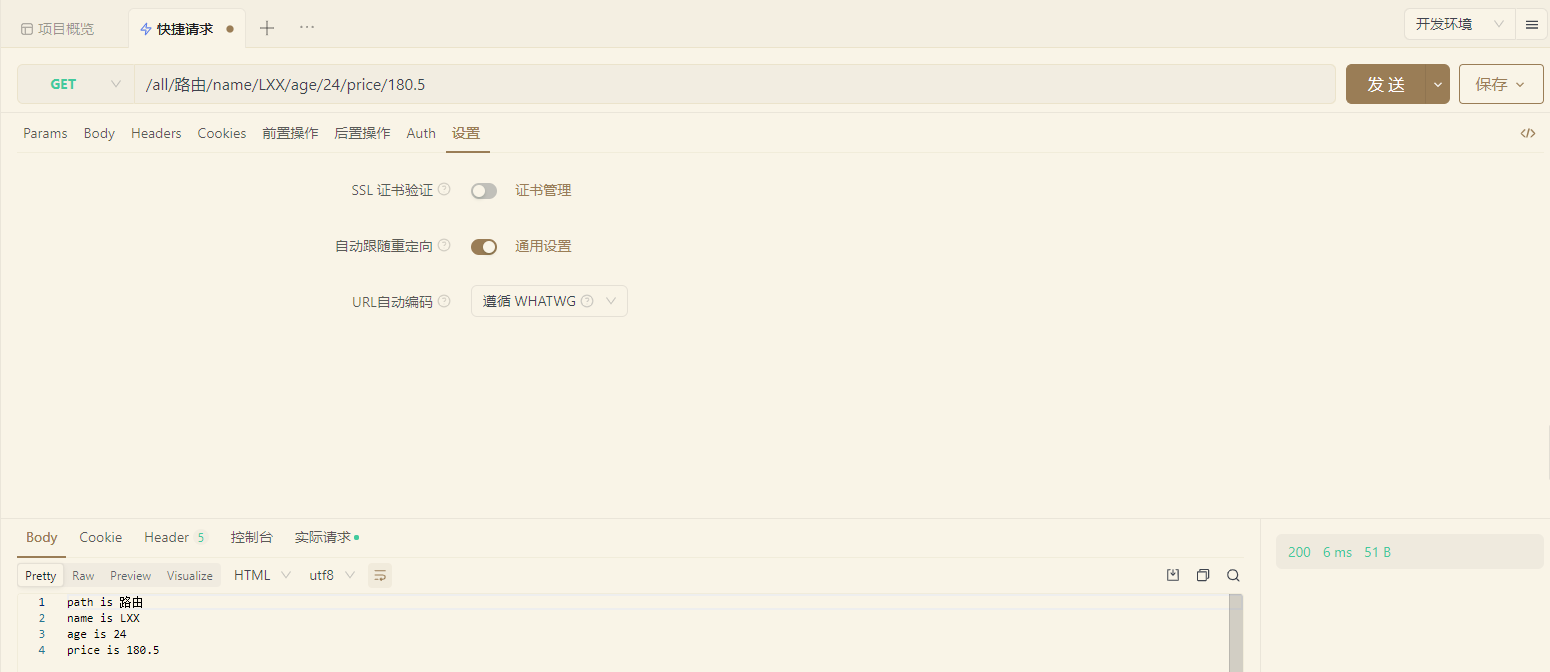 项目概览
快捷请求
开发环境
GET
/all/路由/name/LXX/age/24/price/180.5
发送
保存
Params Body Headers Cookies 前置操作 后置操作 Auth 设置
SSL 证书验证 ? 证书管理
自动跟随重定向 ? 通用设置
URL自动编码 ? 遵循 WHATWG ?
Body Cookie Header 5 控制台 实际请求
200 6 ms 51 B
Pretty Raw Preview Visualize HTML utf8
1 path is 路由
2 name is LXX
3 age is 24
4 price is 180.5